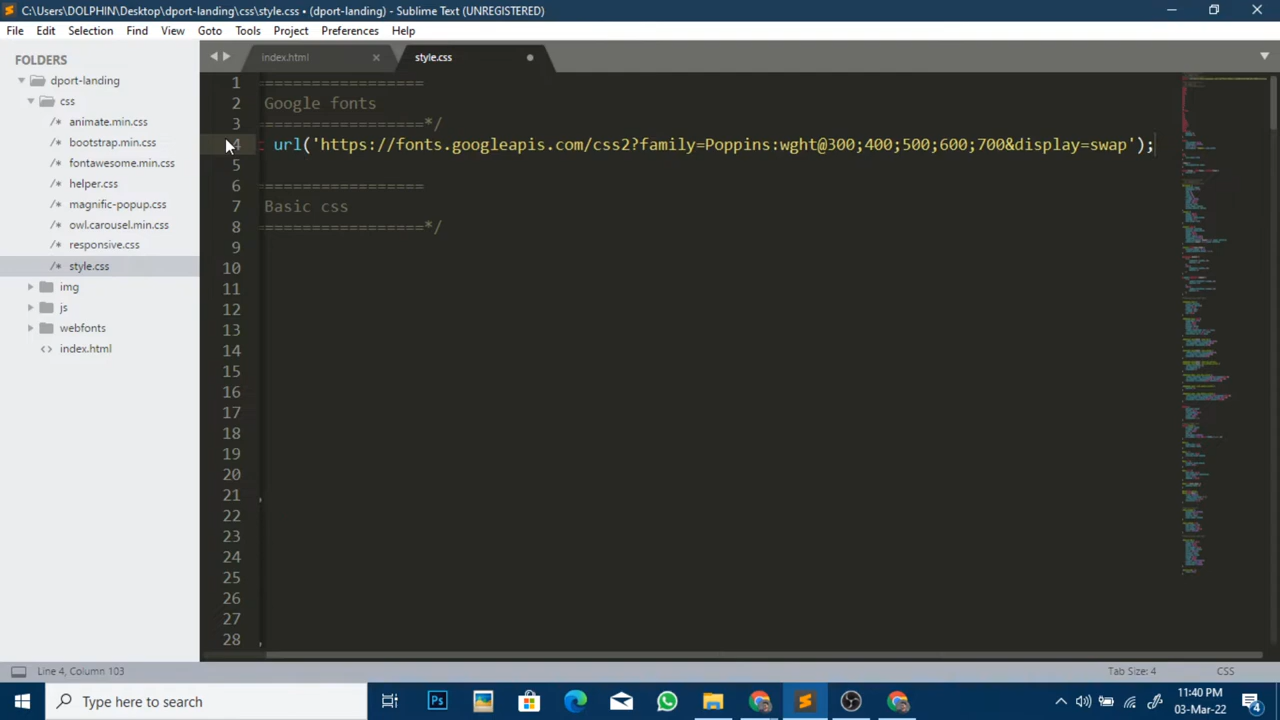 C:\Users\DOLPHIN\Desktop\dport-landing\css\style.css • (dport-landing) - Sublime Text (UNREGISTERED)
File Edit Selection Find View Goto Tools Project Preferences Help
FOLDERS
dport-landing
css
/* animate.min.css
/* bootstrap.min.css
/* fontawesome.min.css
/* helper.css
/* magnific-popup.css
/* owl.carousel.min.css
/* responsive.css
/* style.css
img
js
webfonts
<> index.html
index.html × style.css
1 =================
2 Google fonts
3 =================*/
4 url('https://fonts.googleapis.com/css2?family=Poppins:wght@300;400;500;600;700&display=swap');
5
6 =================
7 Basic css
8 =================*/
9
10
11
12
13
14
15
16
17
18
19
20
21 ,
22
23
24
25
26
27
28 ,
Line 4, Column 103
Tab Size: 4 CSS
Type here to search
Ps
11:40 PM
03-Mar-22
4